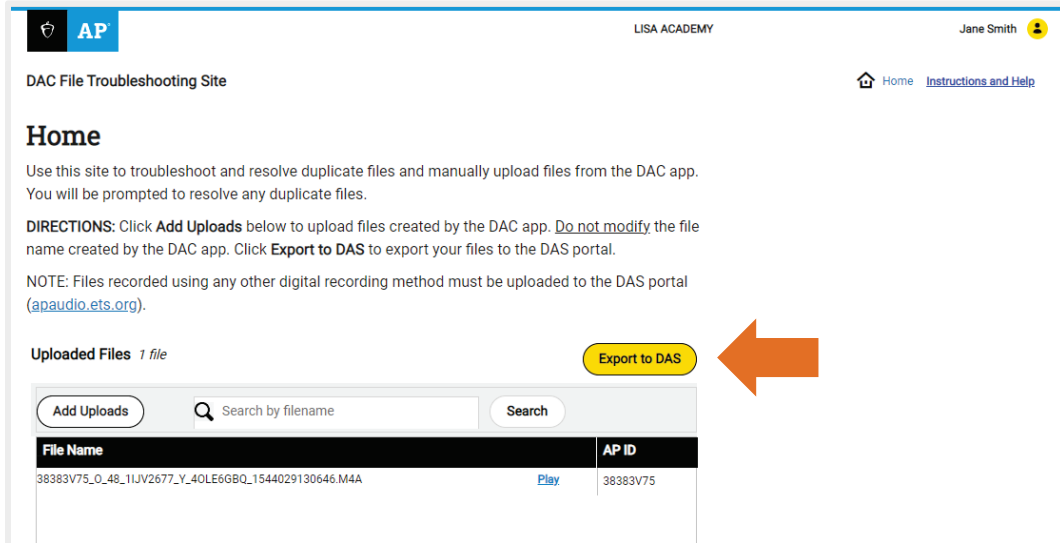 AP
LISA ACADEMY
Jane Smith
DAC File Troubleshooting Site
Home
Instructions and Help
Home
Use this site to troubleshoot and resolve duplicate files and manually upload files from the DAC app.
You will be prompted to resolve any duplicate files.
DIRECTIONS: Click Add Uploads below to upload files created by the DAC app. Do not modify the file
name created by the DAC app. Click Export to DAS to export your files to the DAS portal.
NOTE: Files recorded using any other digital recording method must be uploaded to the DAS portal
(apaudio.ets.org).
Uploaded Files 1 file
Export to DAS
Add Uploads
Search by filename
Search
File Name
AP ID
38383V75_O_48_1IJV2677_Y_4OLE6GBQ_1544029130646.M4A
Play
38383V75